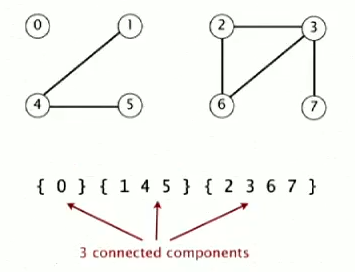 0 1 2 3
4 5 6 7
{ 0 } { 1 4 5 } { 2 3 6 7 }
3 connected components